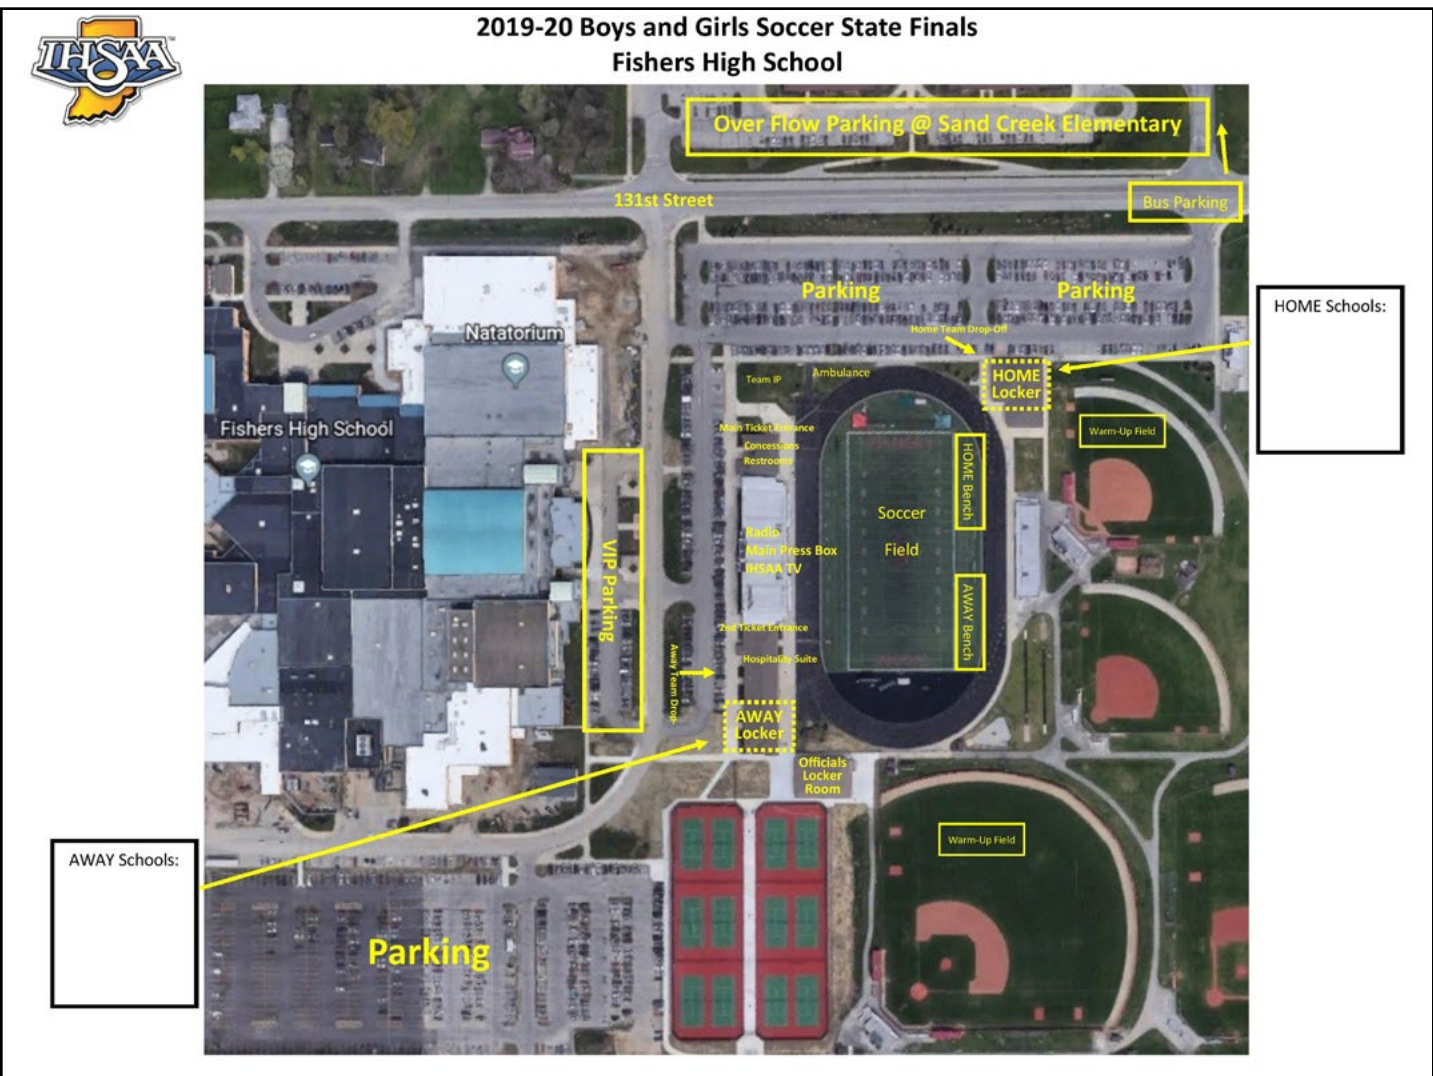 2019-20 Boys and Girls Soccer State Finals
Fishers High School
IHSAA
Over Flow Parking @ Sand Creek Elementary
131st Street
Bus Parking
Parking
Parking
HOME Schools:
Natatorium
Home Team Drop-Off
HOME
Locker
Team IP
Ambulance
Fishers High School
Main Ticket Entrance
Concessions
Restrooms
Warm-Up Field
HOME Bench
Soccer
Field
VIP Parking
Radio
Main Press Box
IHSAA TV
AWAY Bench
2nd Ticket Entrance
Hospitality Suite
Away Team Drop-
AWAY
Locker
Officials
Locker
Room
Warm-Up Field
AWAY Schools:
Parking